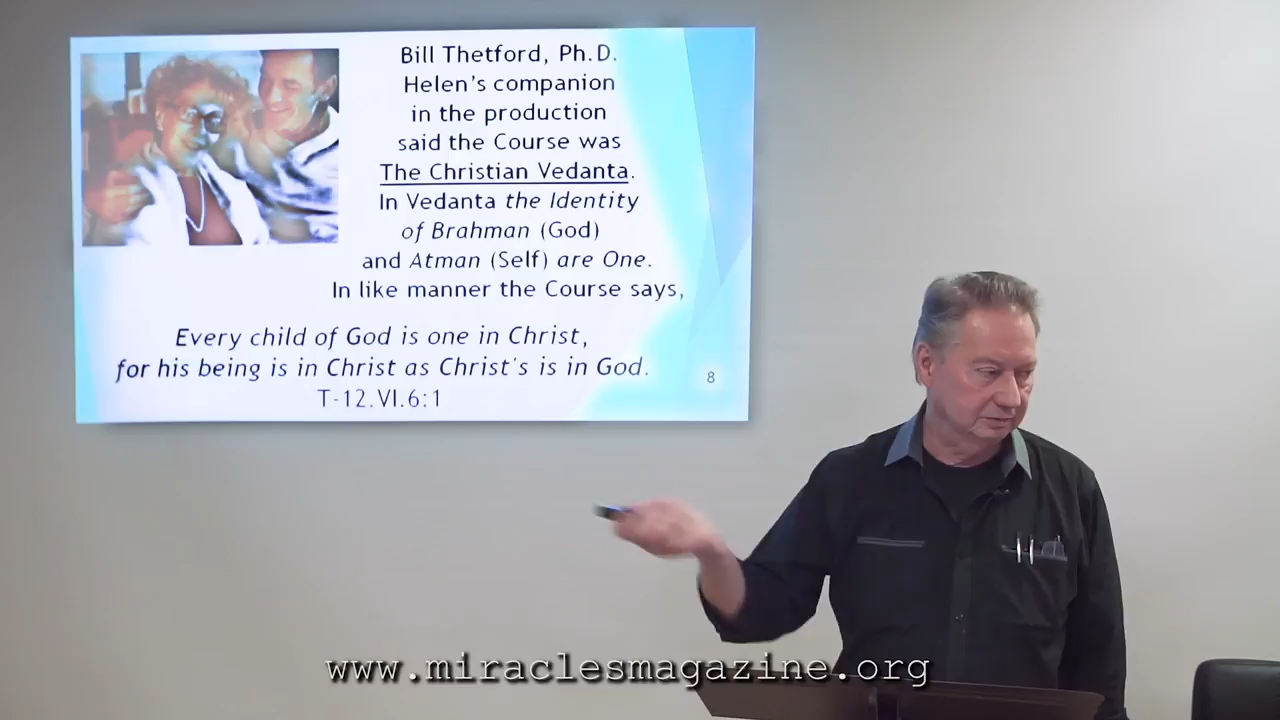 Bill Thetford, Ph.D.
Helen's companion
in the production
said the Course was
The Christian Vedanta.
In Vedanta the Identity
of Brahman (God)
and Atman (Self) are One.
In like manner the Course says,
Every child of God is one in Christ,
for his being is in Christ as Christ's is in God.
T-12.VI.6:1
8
www.miraclesmagazine.org